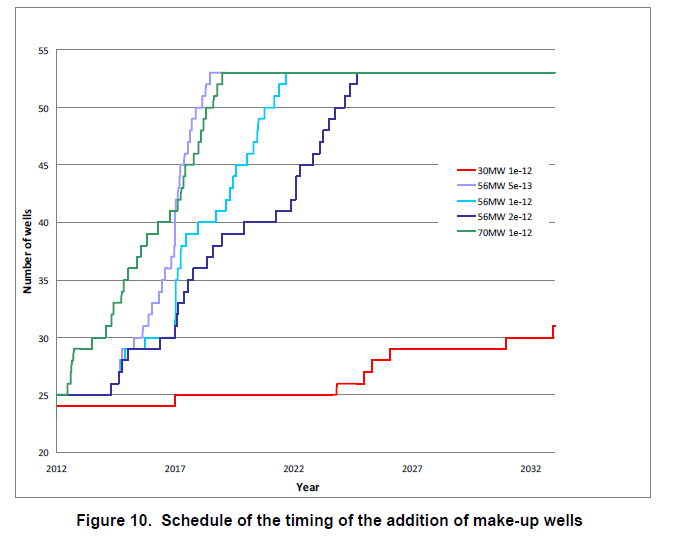 55
50
45
40
35
30
25
20
Number of wells
30MW 1e-12
56MW 5e-13
56MW 1e-12
56MW 2e-12
70MW 1e-12
2012 2017 2022 2027 2032
Year
Figure 10. Schedule of the timing of the addition of make-up wells